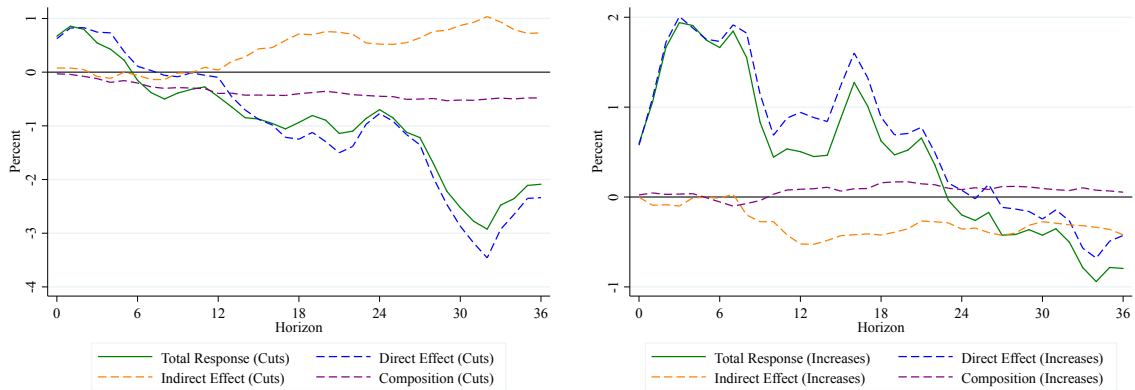 1
0
-1
-2
-3
-4
Percent
0
6
12
18
24
30
36
Horizon
Total Response (Cuts)
Direct Effect (Cuts)
Indirect Effect (Cuts)
Composition (Cuts)
2
1
0
-1
Percent
0
6
12
18
24
30
36
Horizon
Total Response (Increases)
Direct Effect (Increases)
Indirect Effect (Increases)
Composition (Increases)